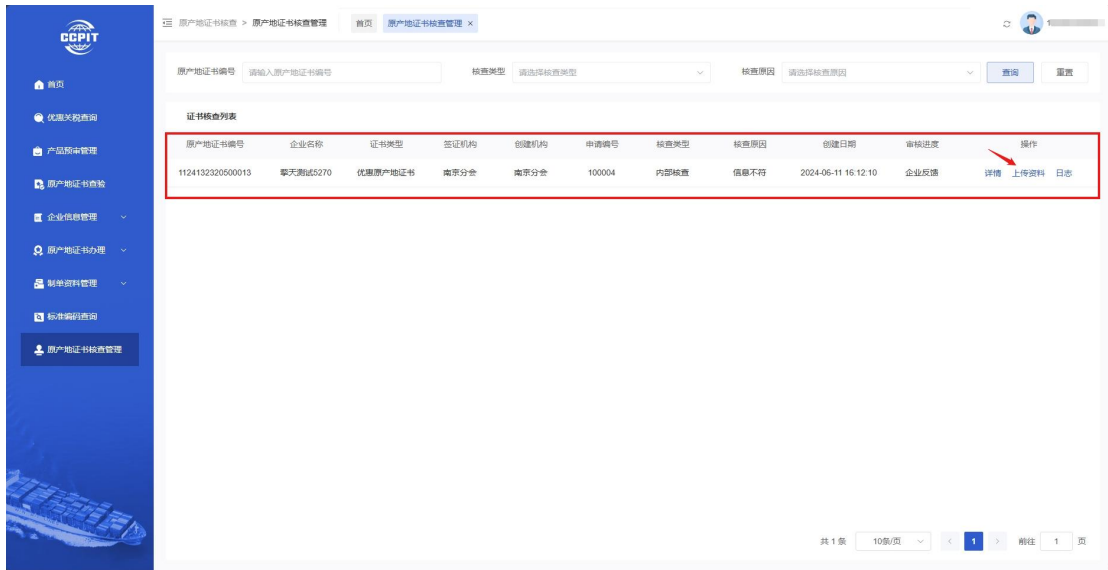 CCPIT
首页
优惠关税查询
产品预审管理
原产地证书查验
企业信息管理
原产地证书办理
制单资料管理
标准编码查询
原产地证书核查管理
原产地证书核查 > 原产地证书核查管理 首页 原产地证书核查管理 ×
原产地证书编号 请输入原产地证书编号 核查类型 请选择核查类型 核查原因 请选择核查原因 查询 重置
证书核查列表
原产地证书编号 企业名称 证书类型 签证机构 创建机构 申请编号 核查类型 核查原因 创建日期 审核进度 操作
1124132320500013 擎天测试5270 优惠原产地证书 南京分会 南京分会 100004 内部核查 信息不符 2024-06-11 16:12:10 企业反馈 详情 上传资料 日志
共 1 条 10条/页 < 1 > 前往 1 页